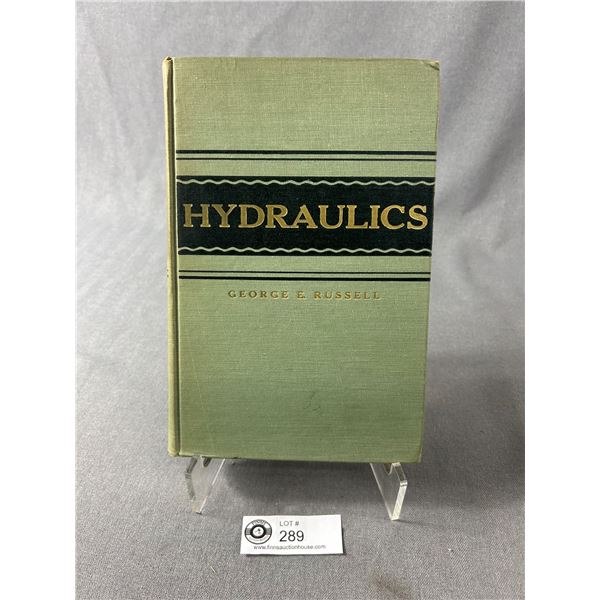 HYDRAULICS
GEORGE E. RUSSELL
LOT #
289
www.finnsauctionhouse.com